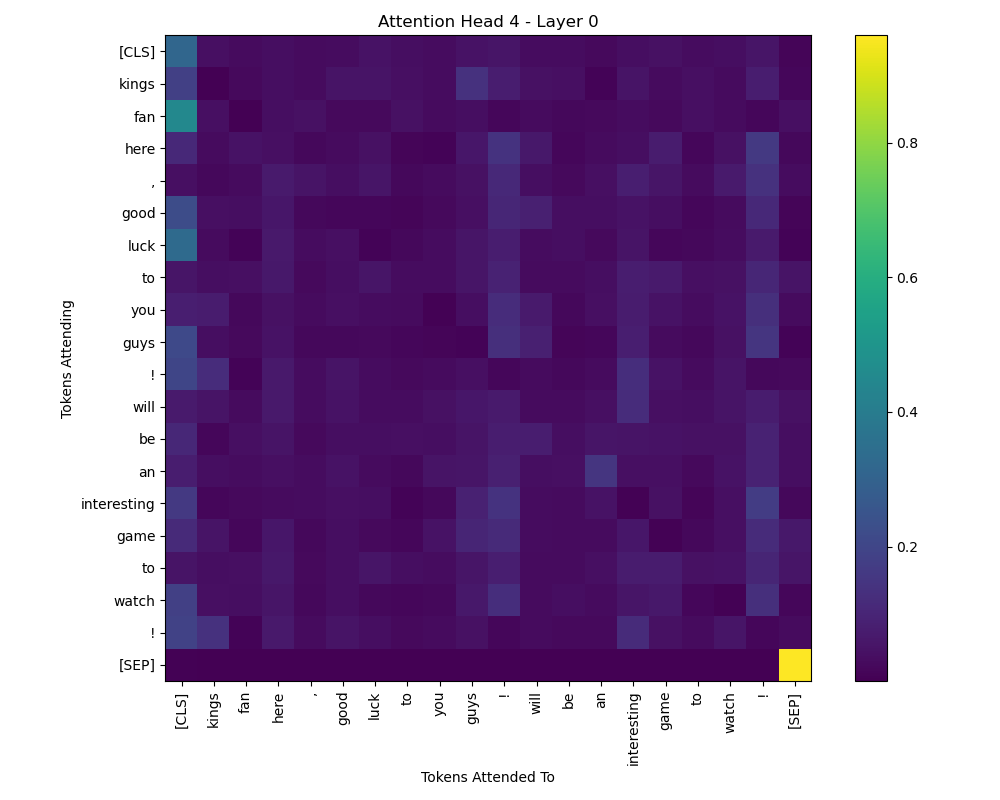 Attention Head 4 - Layer 0
[CLS]
kings
fan
here
,
good
luck
to
you
guys
!
will
be
an
interesting
game
to
watch
!
[SEP]
Tokens Attending
[CLS]
kings
fan
here
,
good
luck
to
you
guys
!
will
be
an
interesting
game
to
watch
!
[SEP]
Tokens Attended To
0.8
0.6
0.4
0.2